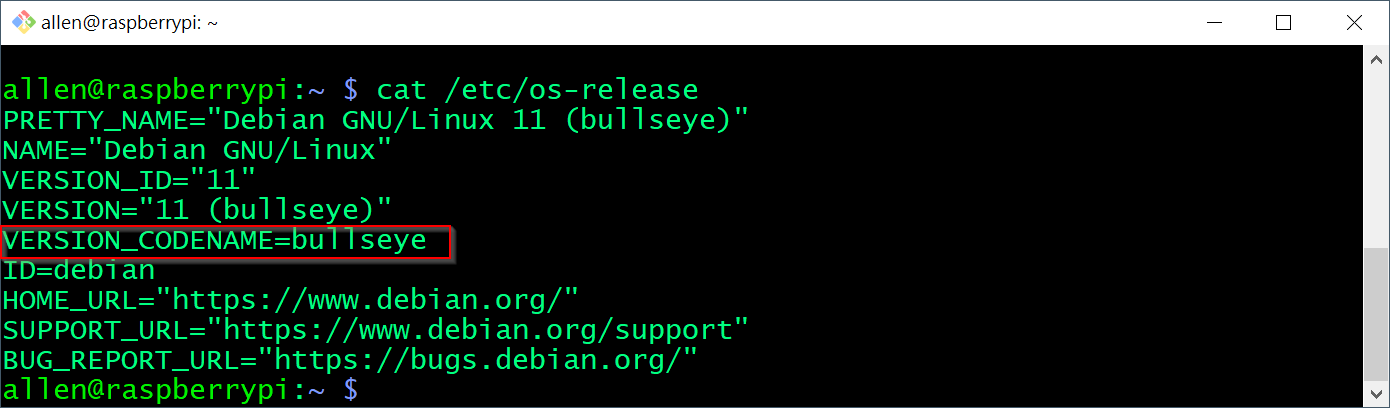 allen@raspberrypi: ~
allen@raspberrypi:~ $ cat /etc/os-release
PRETTY_NAME="Debian GNU/Linux 11 (bullseye)"
NAME="Debian GNU/Linux"
VERSION_ID="11"
VERSION="11 (bullseye)"
VERSION_CODENAME=bullseye
ID=debian
HOME_URL="https://www.debian.org/"
SUPPORT_URL="https://www.debian.org/support"
BUG_REPORT_URL="https://bugs.debian.org/"
allen@raspberrypi:~ $